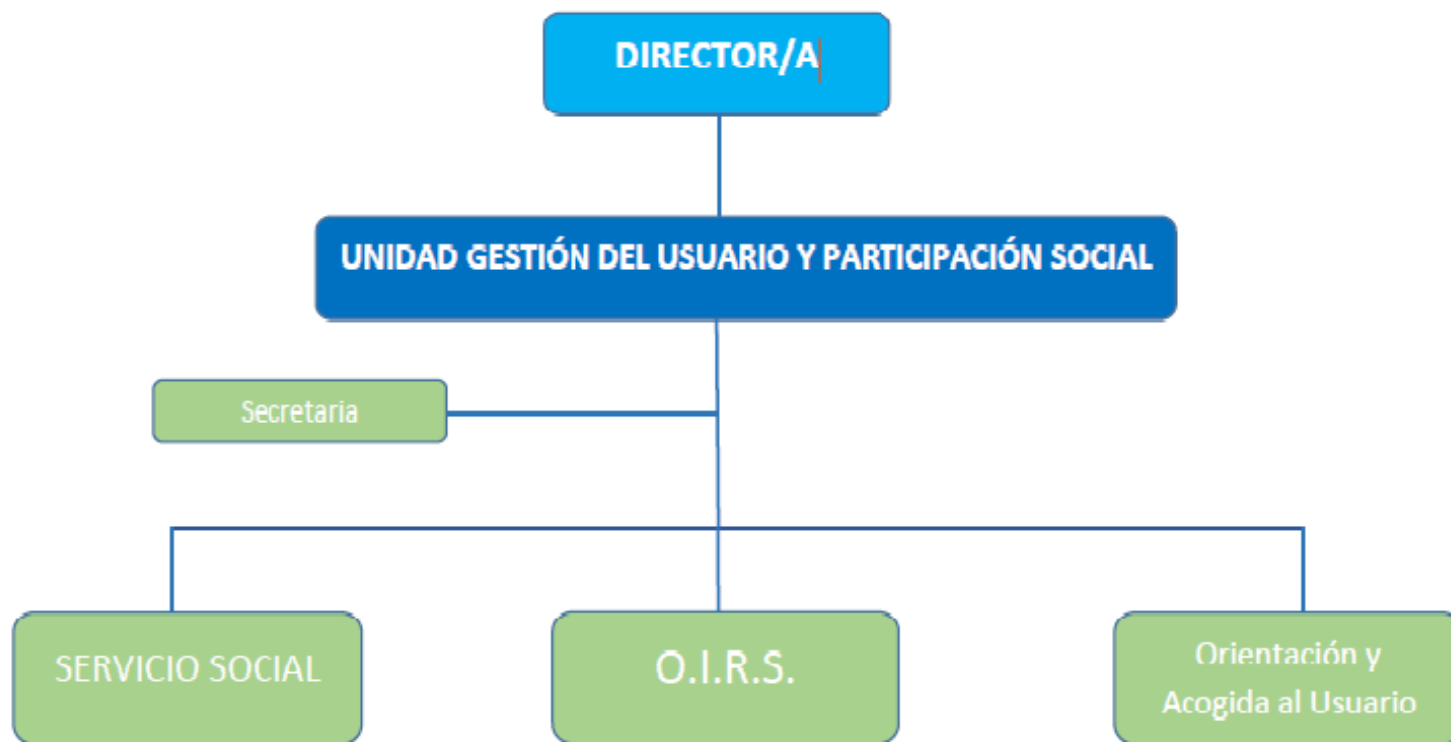 DIRECTOR/A
UNIDAD GESTIÓN DEL USUARIO Y PARTICIPACIÓN SOCIAL
Secretaria
SERVICIO SOCIAL
O.I.R.S.
Orientación y
Acogida al Usuario